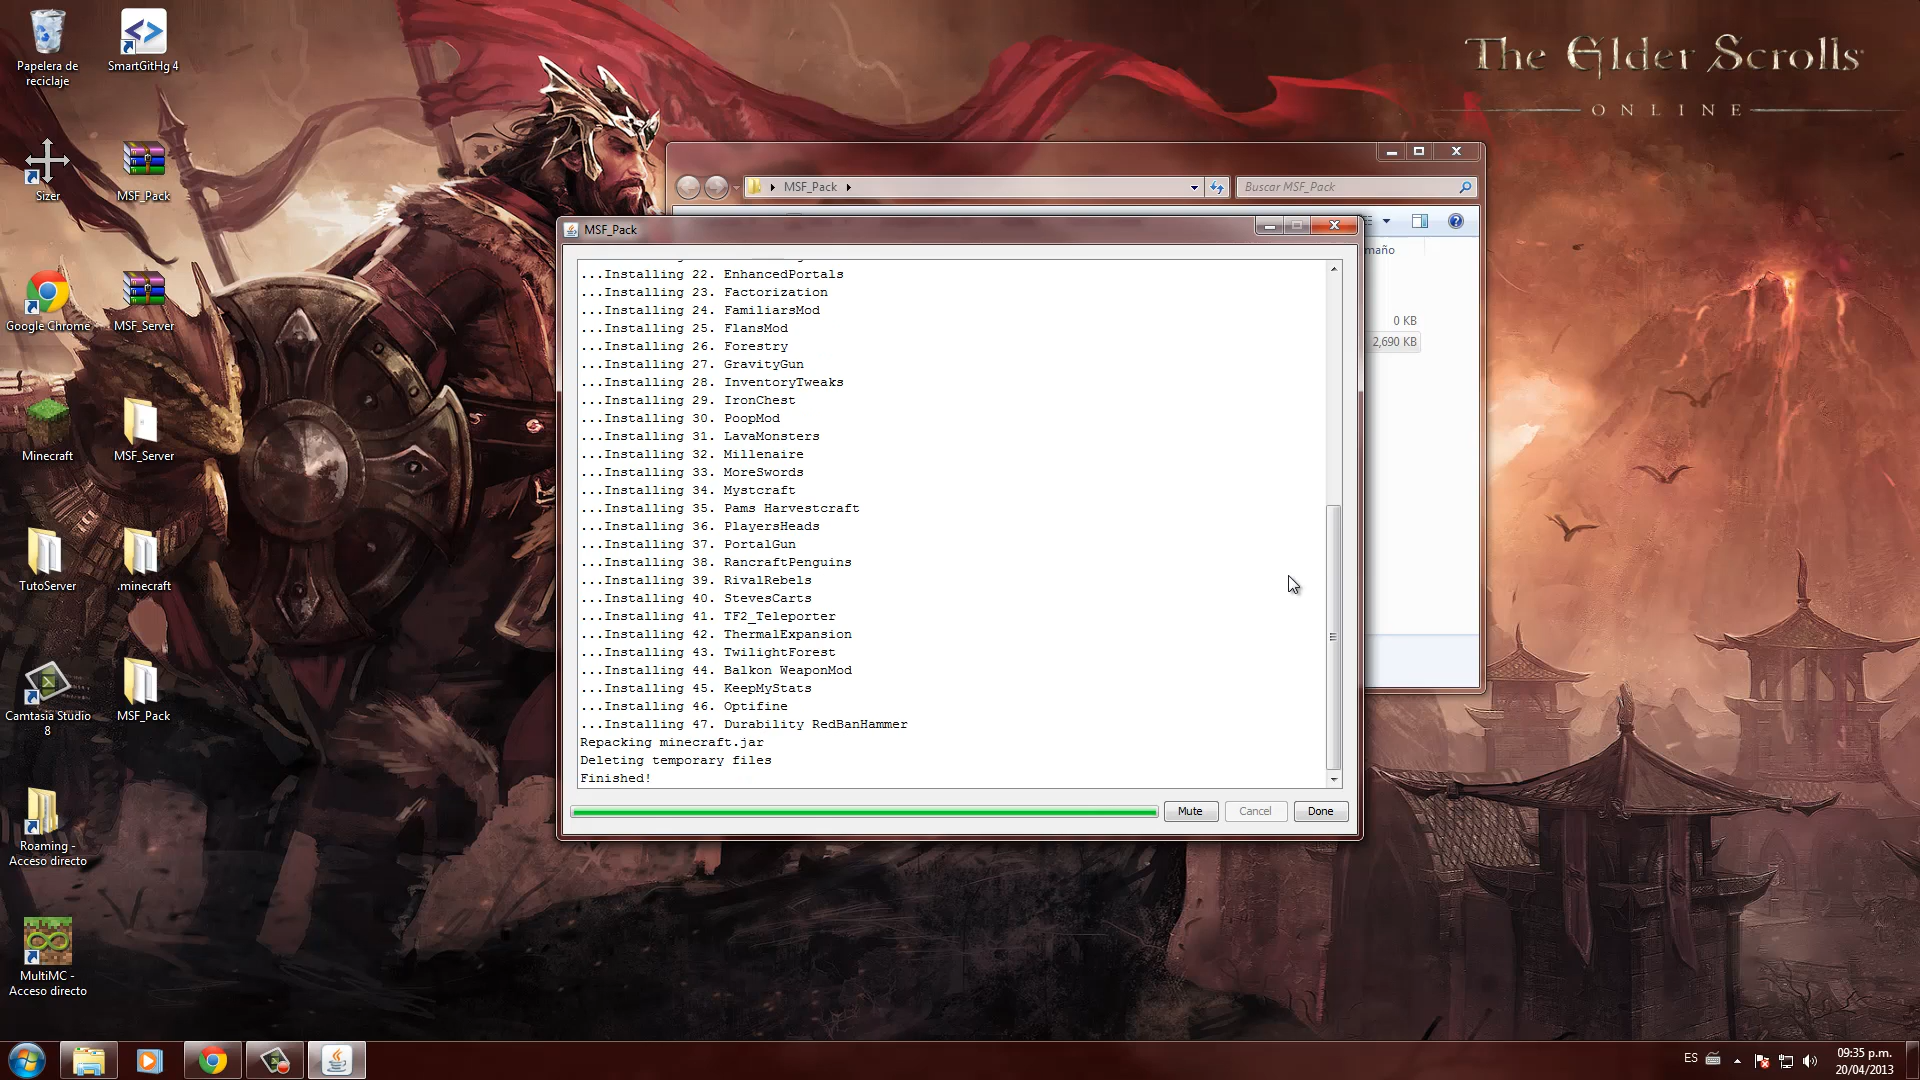 Papelera de
reciclaje
SmartGitHg 4
Sizer
MSF_Pack
Google Chrome
MSF_Server
Minecraft
MSF_Server
TutoServer
.minecraft
Camtasia Studio
8
MSF_Pack
Roaming -
Acceso directo
MultiMC -
Acceso directo
The Elder Scrolls
ONLINE
MSF_Pack
Buscar MSF_Pack
maño
0 KB
2,690 KB
MSF_Pack
...Installing 22. EnhancedPortals
...Installing 23. Factorization
...Installing 24. FamiliarsMod
...Installing 25. FlansMod
...Installing 26. Forestry
...Installing 27. GravityGun
...Installing 28. InventoryTweaks
...Installing 29. IronChest
...Installing 30. PoopMod
...Installing 31. LavaMonsters
...Installing 32. Millenaire
...Installing 33. MoreSwords
...Installing 34. Mystcraft
...Installing 35. Pams Harvestcraft
...Installing 36. PlayersHeads
...Installing 37. PortalGun
...Installing 38. RancraftPenguins
...Installing 39. RivalRebels
...Installing 40. StevesCarts
...Installing 41. TF2_Teleporter
...Installing 42. ThermalExpansion
...Installing 43. TwilightForest
...Installing 44. Balkon WeaponMod
...Installing 45. KeepMyStats
...Installing 46. Optifine
...Installing 47. Durability RedBanHammer
Repacking minecraft.jar
Deleting temporary files
Finished!
Mute
Cancel
Done
ES
09:35 p.m.
20/04/2013